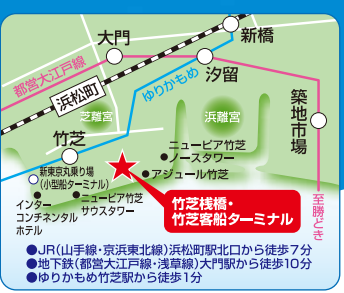 新橋
大門
汐留
都営大江戸線
ゆりかもめ
浜松町
芝離宮
浜離宮
築地市場
竹芝
ニューピア竹芝
ノースタワー
新東京丸乗り場
(小型船ターミナル)
アジュール竹芝
ニューピア竹芝
サウスタワー
インター
コンチネンタル
ホテル
竹芝桟橋・
竹芝客船ターミナル
至勝どき
●JR(山手線・京浜東北線)浜松町駅北口から徒歩7分
●地下鉄(都営大江戸線・浅草線)大門駅から徒歩10分
●ゆりかもめ竹芝駅から徒歩1分